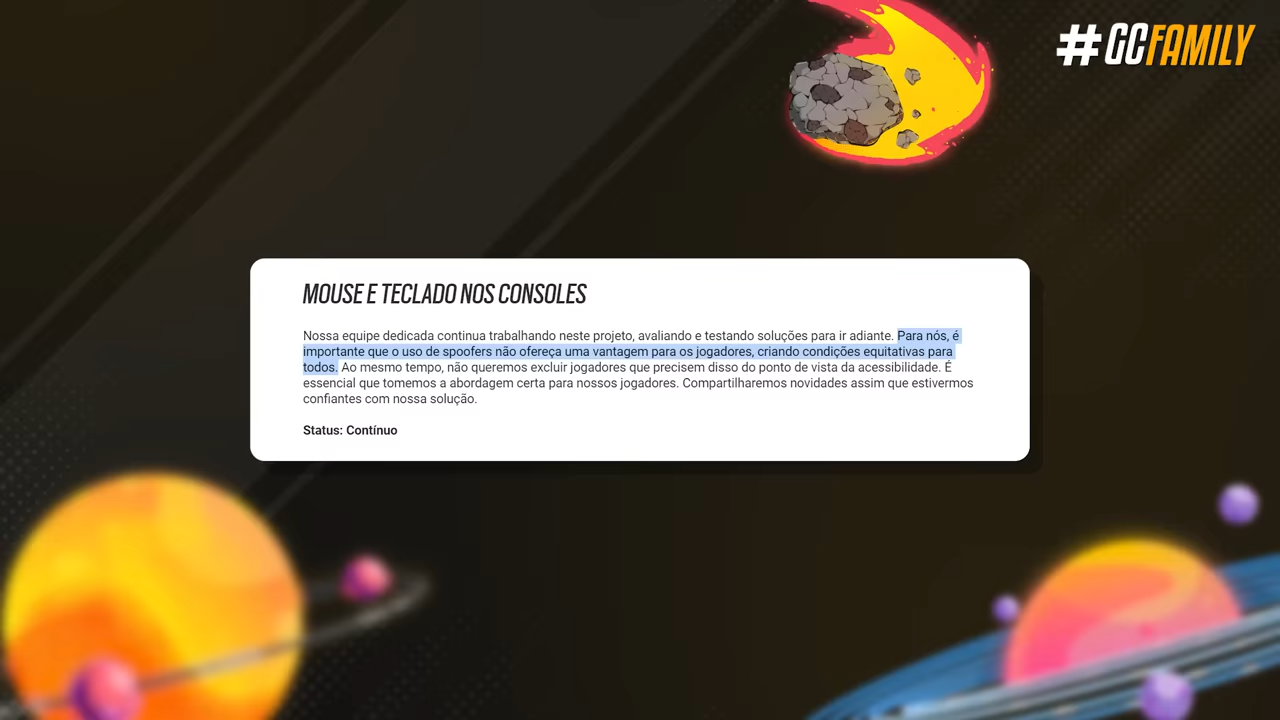 #GCFAMILY
MOUSE E TECLADO NOS CONSOLES
Nossa equipe dedicada continua trabalhando neste projeto, avaliando e testando soluções para ir adiante. Para nós, é
importante que o uso de spoofers não ofereça uma vantagem para os jogadores, criando condições equitativas para
todos. Ao mesmo tempo, não queremos excluir jogadores que precisem disso do ponto de vista da acessibilidade. É
essencial que tomemos a abordagem certa para nossos jogadores. Compartilharemos novidades assim que estivermos
confiantes com nossa solução.
Status: Contínuo